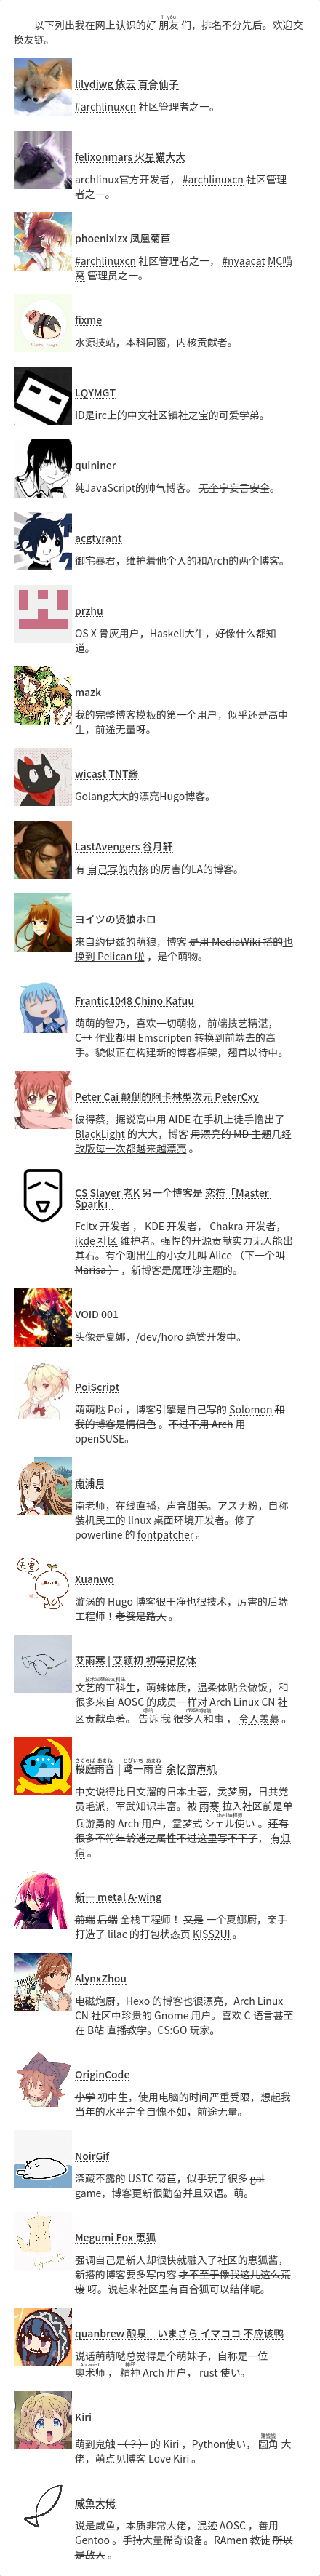 以下列出我在网上认识的好 朋友 们，排名不分先后。欢迎交
换友链。
lilydjwg 依云 百合仙子
#archlinuxcn 社区管理者之一。
felixonmars 火星猫大大
archlinux官方开发者， #archlinuxcn 社区管理
者之一。
phoenixlzx 凤凰菊苣
#archlinuxcn 社区管理者之一， #nyaacat MC喵
窝 管理员之一。
fixme
水源技站，本科同窗，内核贡献者。
LQYMGT
ID是irc上的中文社区镇社之宝的可爱学弟。
quininer
纯JavaScript的帅气博客。 无奎宁妄言安全。
acgtyrant
御宅暴君，维护着他个人的和Arch的两个博客。
przhu
OS X 骨灰用户，Haskell大牛，好像什么都知
道。
mazk
我的完整博客模板的第一个用户，似乎还是高中
生，前途无量呀。
wicast TNT酱
Golang大大的漂亮Hugo博客。
LastAvengers 谷月轩
有 自己写的内核 的厉害的LA的博客。
ヨイツの贤狼ホロ
来自约伊兹的萌狼，博客 是用 MediaWiki 搭的也
换到 Pelican 啦 ，是个萌物。
Frantic1048 Chino Kafuu
萌萌的智乃，喜欢一切萌物，前端技艺精湛，
C++ 作业都用 Emscripten 转换到前端去的高
手。貌似正在构建新的博客框架，翘首以待中。
Peter Cai 颠倒的阿卡林型次元 PeterCxy
彼得蔡，据说高中用 AIDE 在手机上徒手撸出了
BlackLight 的大大，博客 用漂亮的 MD 主题几经
改版每一次都越来越漂亮 。
CS Slayer 老K 另一个博客是 恋符「Master
Spark」
Fcitx 开发者 ， KDE 开发者， Chakra 开发者，
ikde 社区 维护者。强悍的开源贡献实力无人能出
其右。有个刚出生的小女儿叫 Alice （下一个叫
Marisa ） ，新博客是魔理沙主题的。
VOID 001
头像是夏娜，/dev/horo 绝赞开发中。
PoiScript
萌萌哒 Poi ，博客引擎是自己写的 Solomon 和
我的博客是情侣色 。不过不用 Arch 用
openSUSE。
南浦月
南老师，在线直播，声音甜美。アスナ粉，自称
装机民工的 linux 桌面环境开发者。修了
powerline 的 fontpatcher 。
Xuanwo
漩涡的 Hugo 博客很干净也很技术，厉害的后端
工程师！老婆是路人 。
艾雨寒 | 艾颖初 初等记忆体
文艺的工科生，萌妹体质，温柔体贴会做饭，和
很多来自 AOSC 的成员一样对 Arch Linux CN 社
区贡献卓著。 告诉 我 很多人和事 ， 令人羡慕 。
桜庭雨音 | 鸢一雨音 余忆留声机
中文说得比日文溜的日本土著，灵梦厨，日共党
员毛派，军武知识丰富。被 雨寒 拉入社区前是单
兵游勇的 Arch 用户，霊梦式 シェル使い 。还有
很多不符年龄迷之属性不过这里写不下了， 有归
宿 。
新一 metal A-wing
前端 后端 全栈工程师！ 又是 一个夏娜厨，亲手
打造了 lilac 的打包状态页 KISS2UI 。
AlynxZhou
电磁炮厨，Hexo 的博客也很漂亮，Arch Linux
CN 社区中珍贵的 Gnome 用户。喜欢 C 语言甚至
在 B站 直播教学。CS:GO 玩家。
OriginCode
小学 初中生，使用电脑的时间严重受限，想起我
当年的水平完全自愧不如，前途无量。
NoirGif
深藏不露的 USTC 菊苣，似乎玩了很多 gal
game，博客更新很勤奋并且双语。萌。
Megumi Fox 恵狐
强调自己是新人却很快就融入了社区的恵狐酱，
新搭的博客要多写内容 才不至于像我这儿这么荒
废 呀。说起来社区里有百合狐可以结伴呢。
quanbrew 酿泉　いまさら イマココ 不应该鸭
说话萌萌哒总觉得是个萌妹子，自称是一位
奥术师 ， 精神 Arch 用户， rust 使い。
Kiri
萌到鬼触 （？） 的 Kiri ，Python使い， 圆角 大
佬，萌点见博客 Love Kiri 。
咸鱼大佬
说是咸鱼，本质非常大佬，混迹 AOSC ，善用
Gentoo 。手持大量稀奇设备。RAmen 教徒 所以
是敌人 。